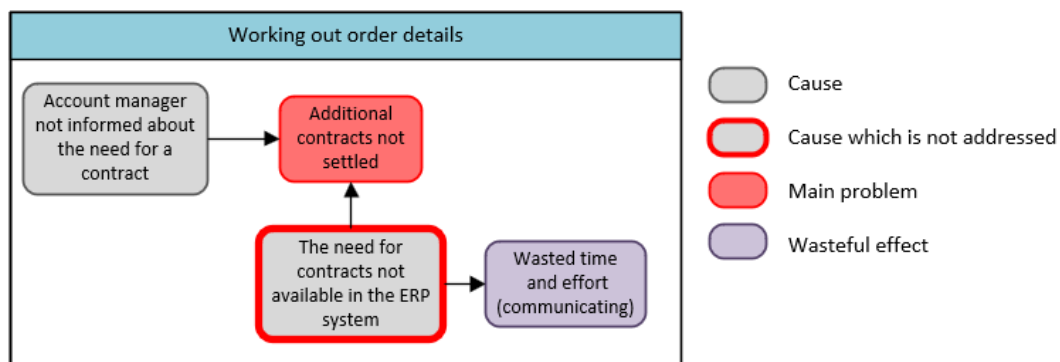 Working out order details
Account manager
not informed about
the need for a
contract
Additional
contracts not
settled
The need for
contracts not
available in the ERP
system
Wasted time
and effort
(communicating)
Cause
Cause which is not addressed
Main problem
Wasteful effect